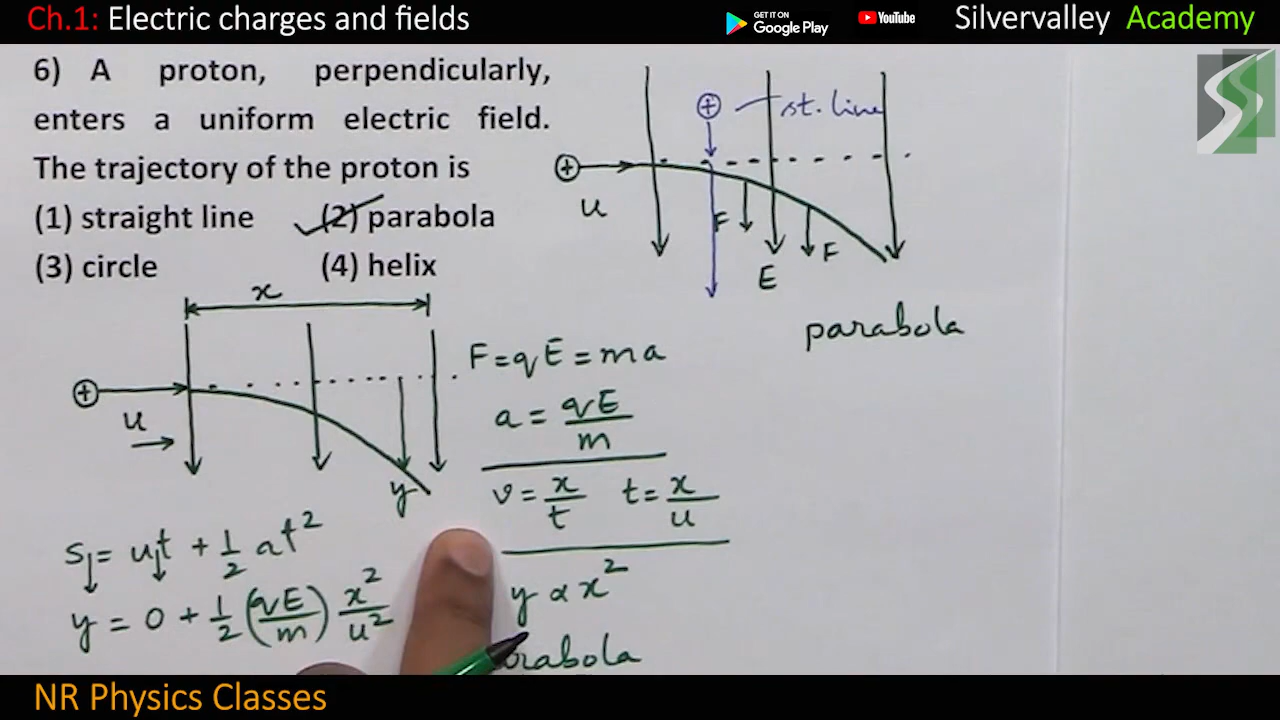 Ch.1: Electric charges and fields
GET IT ON Google Play
YouTube
Silvervalley Academy
6) A proton, perpendicularly,
enters a uniform electric field.
The trajectory of the proton is
(1) straight line (2) parabola
(3) circle (4) helix
st. line
u
F
F
E
parabola
x
u
y
F = qE = ma
a = qE/m
v = x/t t = x/u
S = ut + 1/2 at²
y = 0 + 1/2 (qE/m) x²/u²
y ∝ x²
rabola
NR Physics Classes